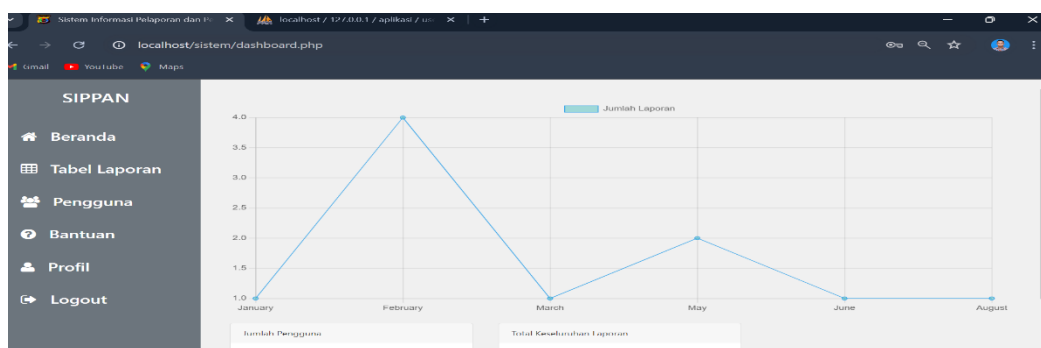 Sistem Informasi Pelaporan dan P
localhost / 127.0.0.1 / aplikasi / us
localhost/sistem/dashboard.php
Gmail YouTube Maps
SIPPAN
Beranda
Tabel Laporan
Pengguna
Bantuan
Profil
Logout
Jumlah Laporan
4.0
3.5
3.0
2.5
2.0
1.5
1.0
January February March May June August
Jumlah Pengguna
Total Keseluruhan Laporan